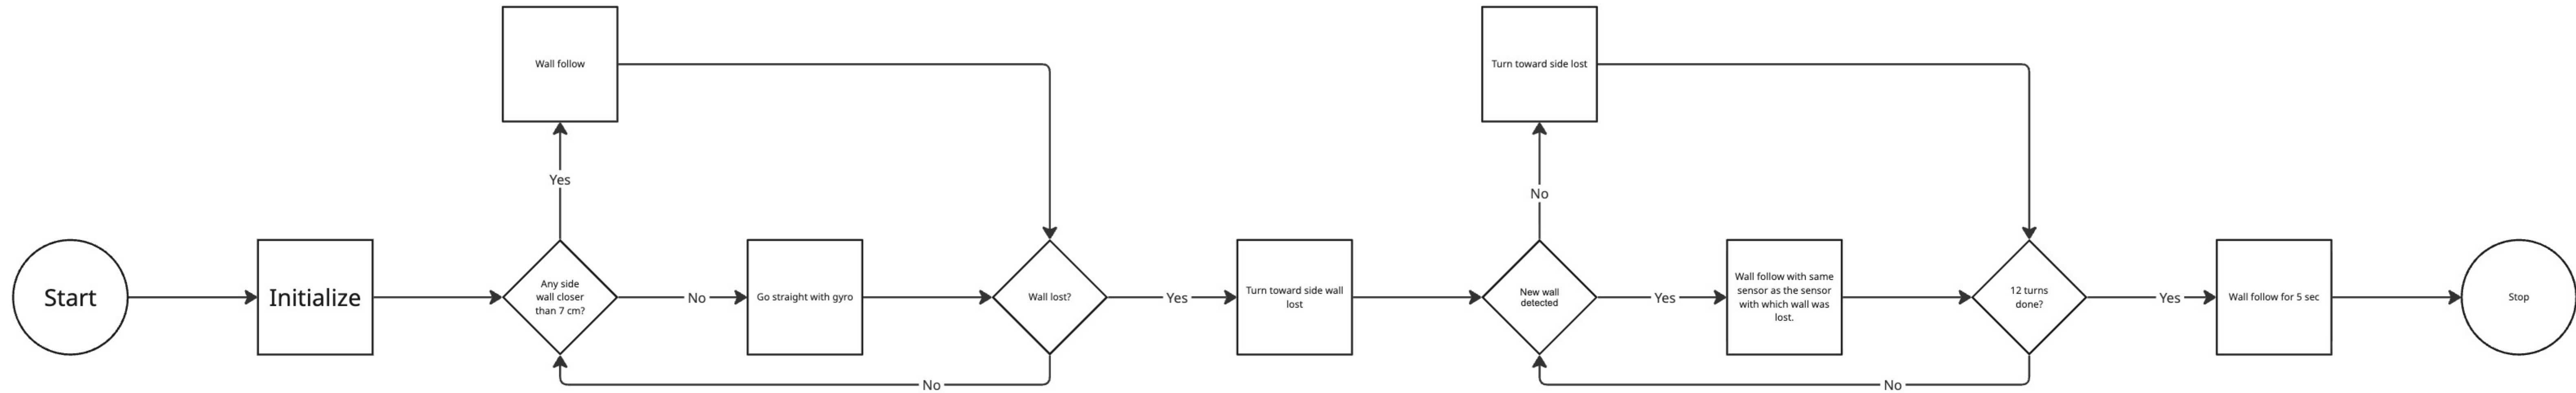 Start
Initialize
Any side
wall closer
than 7 cm?
Yes
Wall follow
No
Go straight with gyro
Wall lost?
No
Yes
Turn toward side wall
lost
New wall
detected
No
Turn toward side lost
Yes
Wall follow with same
sensor as the sensor
with which wall was
lost.
12 turns
done?
No
Yes
Wall follow for 5 sec
Stop